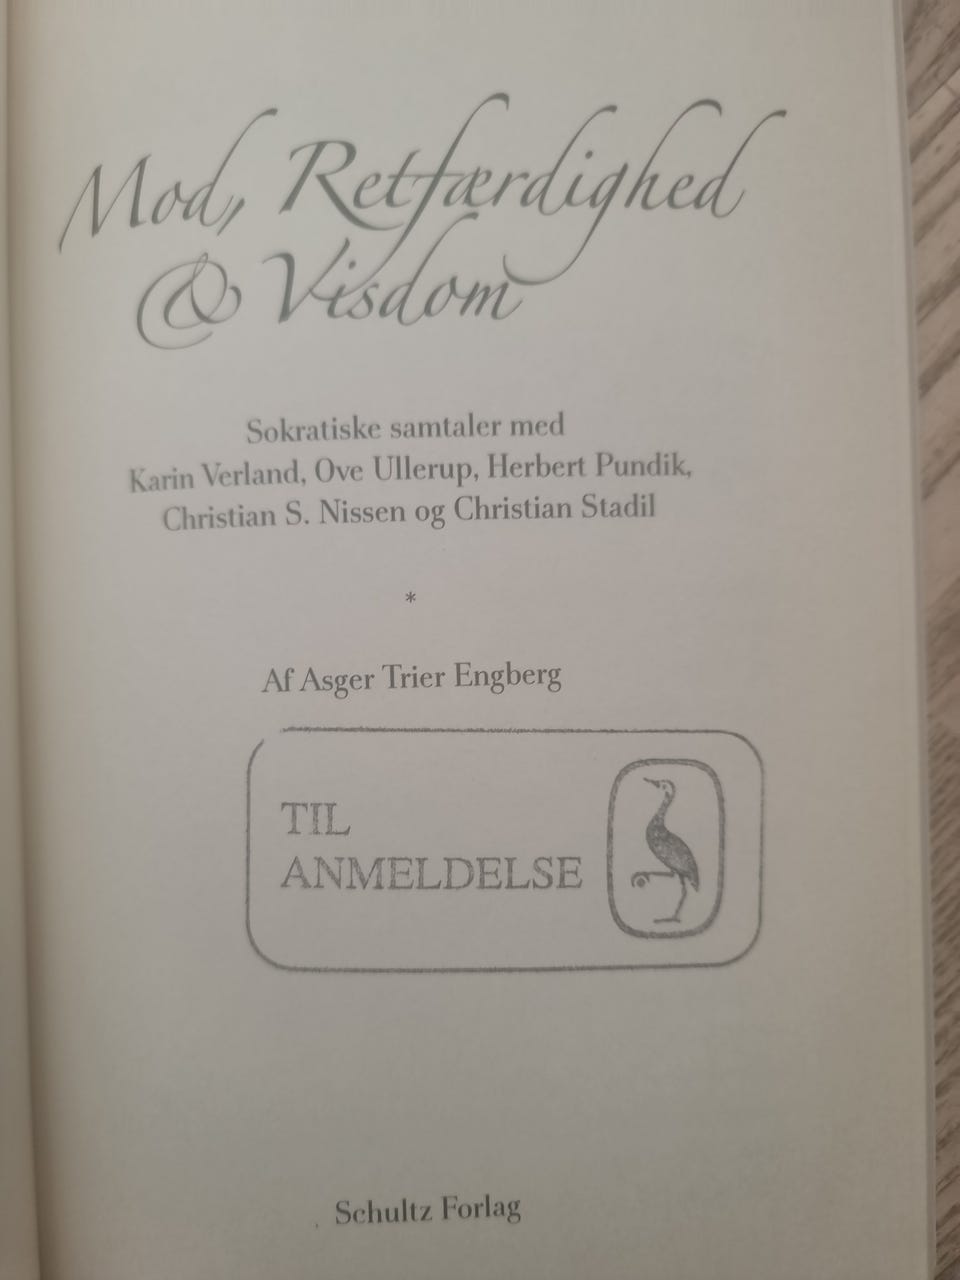 Mod, Retfærdighed
& Visdom
Sokratiske samtaler med
Karin Verland, Ove Ullerup, Herbert Pundik,
Christian S. Nissen og Christian Stadil
*
Af Asger Trier Engberg
TIL
ANMELDELSE
Schultz Forlag